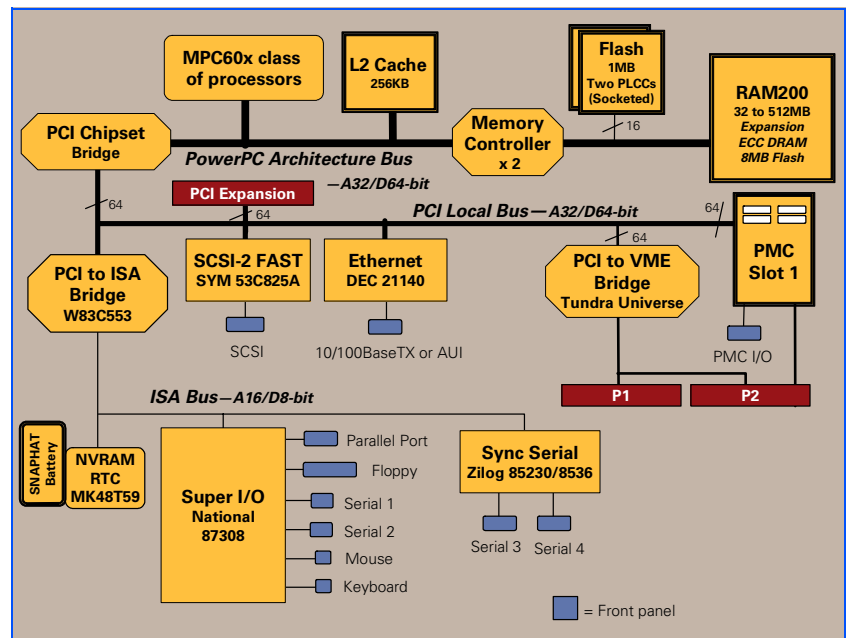 MPC60x class
of processors
L2 Cache
256KB
Flash
1MB
Two PLCCs
(Socketed)
RAM200
32 to 512MB
Expansion
ECC DRAM
8MB Flash
PCI Chipset
Bridge
Memory
Controller
x 2
16
PowerPC Architecture Bus
—A32/D64-bit
64
PCI Expansion
64
PCI Local Bus—A32/D64-bit
64
64
PCI to ISA
Bridge
W83C553
SCSI-2 FAST
SYM 53C825A
Ethernet
DEC 21140
PCI to VME
Bridge
Tundra Universe
PMC
Slot 1
SCSI
10/100BaseTX or AUI
PMC I/O
P1
P2
ISA Bus—A16/D8-bit
SNAPHAT
Battery
NVRAM
RTC
MK48T59
Super I/O
National
87308
Parallel Port
Floppy
Serial 1
Serial 2
Mouse
Keyboard
Sync Serial
Zilog 85230/8536
Serial 3
Serial 4
= Front panel